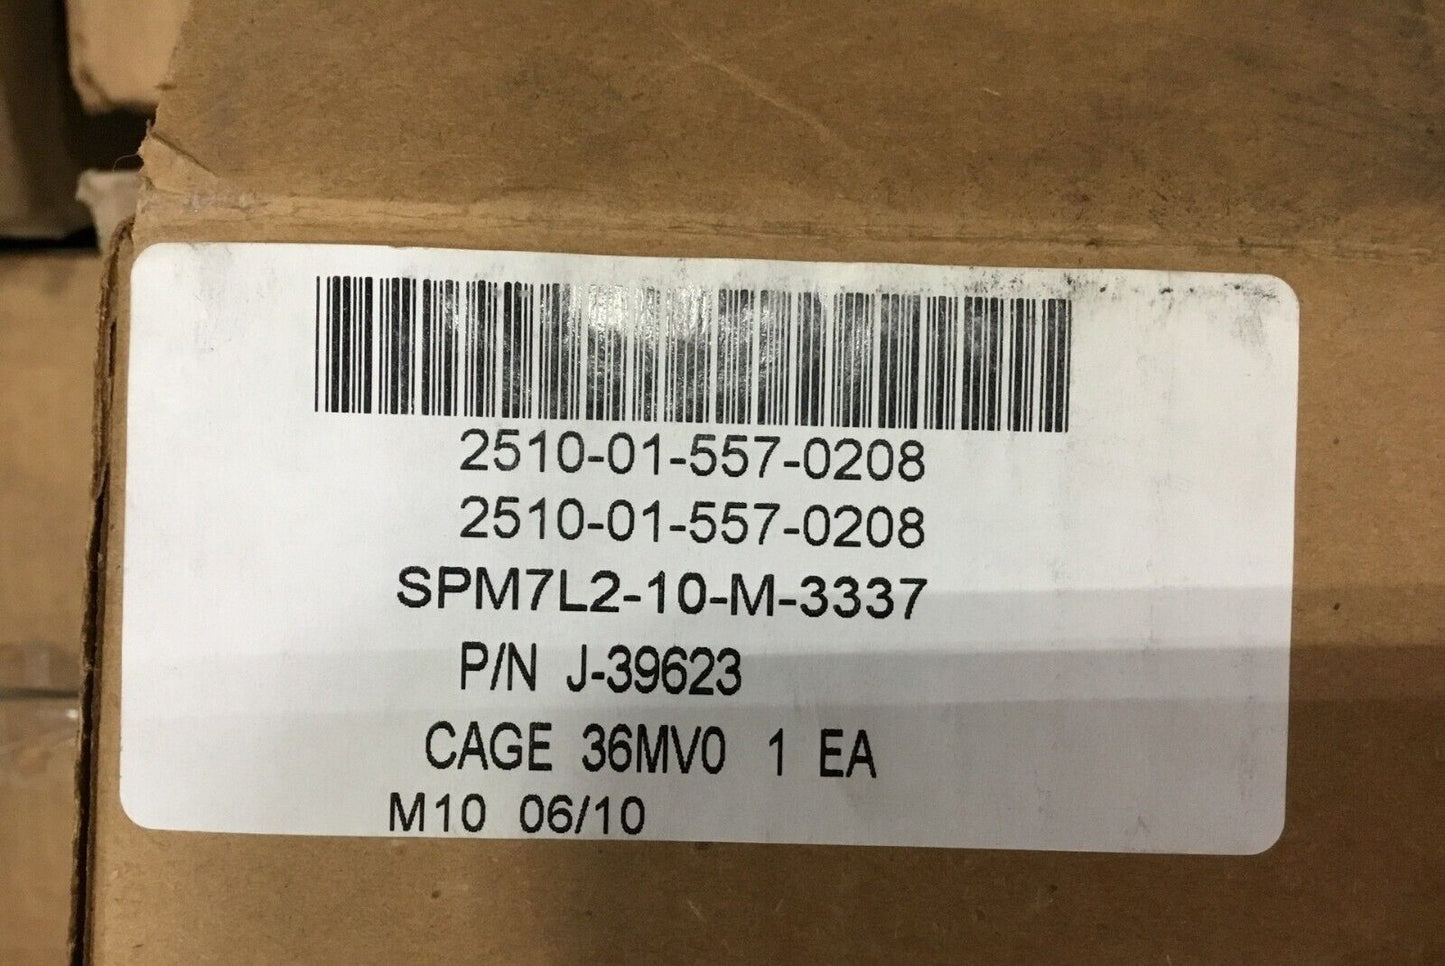 2510-01-557-0208
2510-01-557-0208
SPM7L2-10-M-3337
P/N J-39623
CAGE 36MV0 1 EA
M10 06/10